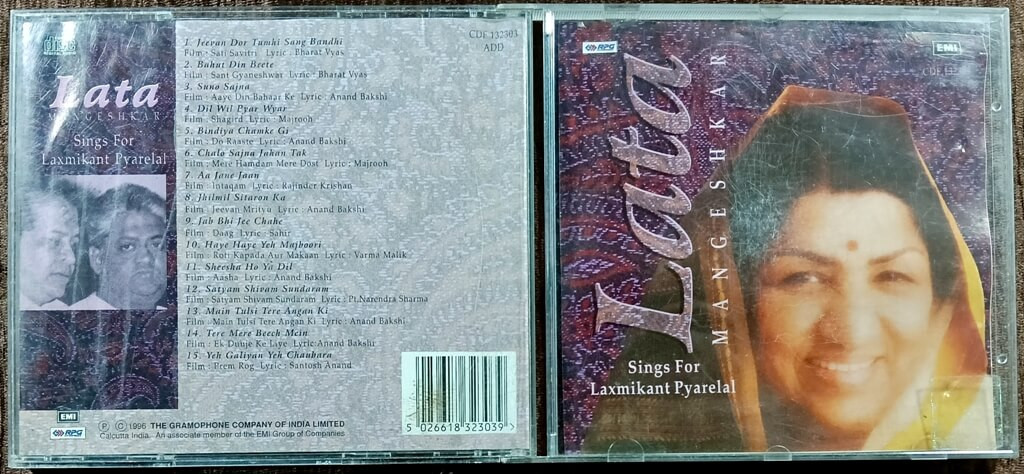 COMPACT disc DIGITAL AUDIO
Lata
MANGESHKAR
Sings For
Laxmikant Pyarelal
CDF 132303
ADD
1. Jeevan Dor Tumhi Sang Bandhi
Film : Sati Savitri Lyric : Bharat Vyas
2. Bahut Din Beete
Film : Sant Gyaneshwar Lyric : Bharat Vyas
3. Suno Sajna
Film : Aaye Din Bahaar Ke Lyric : Anand Bakshi
4. Dil Wil Pyar Wyar
Film : Shagird Lyric : Majrooh
5. Bindiya Chamke Gi
Film : Do Raaste Lyric : Anand Bakshi
6. Chalo Sajna Jahan Tak
Film : Mere Hamdam Mere Dost Lyric : Majrooh
7. Aa Jane Jaan
Film : Intaqam Lyric : Rajinder Krishan
8. Jhilmil Sitaron Ka
Film : Jeevan Mrityu Lyric : Anand Bakshi
9. Jab Bhi Jee Chahe
Film : Daag Lyric : Sahir
10. Haye Haye Yeh Majboori
Film : Roti Kapada Aur Makaan Lyric : Varma Malik
11. Sheesha Ho Ya Dil
Film : Aasha Lyric : Anand Bakshi
12. Satyam Shivam Sundaram
Film : Satyam Shivam Sundaram Lyric : Pt.Narendra Sharma
13. Main Tulsi Tere Angan Ki
Film : Main Tulsi Tere Angan Ki Lyric : Anand Bakshi
14. Tere Mere Beech Mein
Film : Ek Dunje Ke Laye Lyric Anand Bakshi
15. Yeh Galiyan Yeh Chaubara
Film : Prem Rog Lyric : Santosh Anand
EMI
RPG
P C 1996 THE GRAMOPHONE COMPANY OF INDIA LIMITED
Calcutta India. An associate member of the EMI Group of Companies
5 026618 323039 >
RPG
EMI
Lata
MANGESHKAR
Sings For
Laxmikant Pyarelal